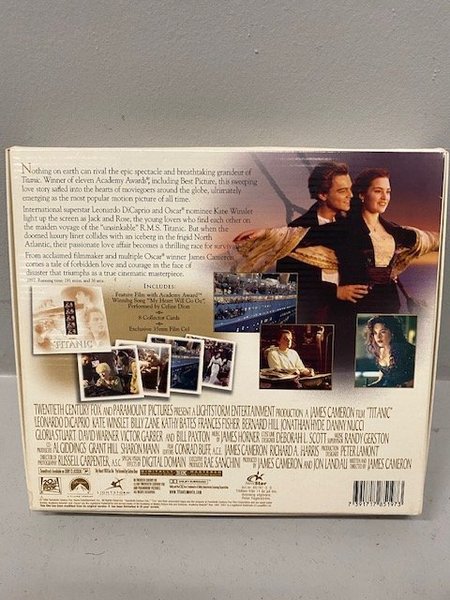 Nothing on earth can rival the epic spectacle and breathtaking grandeur of
Titanic. Winner of eleven Academy Awards®, including Best Picture, this sweeping
love story sailed into the hearts of moviegoers around the globe, ultimately
emerging as the most popular motion picture of all time.
International superstar Leonardo DiCaprio and Oscar® nominee Kate Winslet
light up the screen as Jack and Rose, the young lovers who find each other on
the maiden voyage of the "unsinkable" R.M.S. Titanic. But when the
doomed luxury liner collides with an iceberg in the frigid North
Atlantic, their passionate love affair becomes a thrilling race for survival.
From acclaimed filmmaker and multiple Oscar® winner James Cameron
comes a tale of forbidden love and courage in the face of
disaster that triumphs as a true cinematic masterpiece.
INCLUDES:
Feature Film with Academy Award®
Winning Song "My Heart Will Go On",
Performed by Céline Dion
8 Collector Cards
Exclusive 35mm Film Cel
TITANIC
TWENTIETH CENTURY FOX AND PARAMOUNT PICTURES PRESENT A LIGHTSTORM ENTERTAINMENT PRODUCTION A JAMES CAMERON FILM "TITANIC"
LEONARDO DICAPRIO KATE WINSLET BILLY ZANE KATHY BATES FRANCES FISHER BERNARD HILL JONATHAN HYDE DANNY NUCCI
GLORIA STUART DAVID WARNER VICTOR GARBER AND BILL PAXTON JAMES HORNER DEBORAH L. SCOTT RANDY GERSTON
AL GIDDINGS GRANT HILL SHARON MANN CONRAD BUFF A.C.E. JAMES CAMERON RICHARD A. HARRIS PETER LAMONT
RUSSELL CARPENTER, A.S.C. DIGITAL DOMAIN RAE SANCHINI JAMES CAMERON AND JON LANDAU JAMES CAMERON
LIGHTSTORM
7 391717 651973